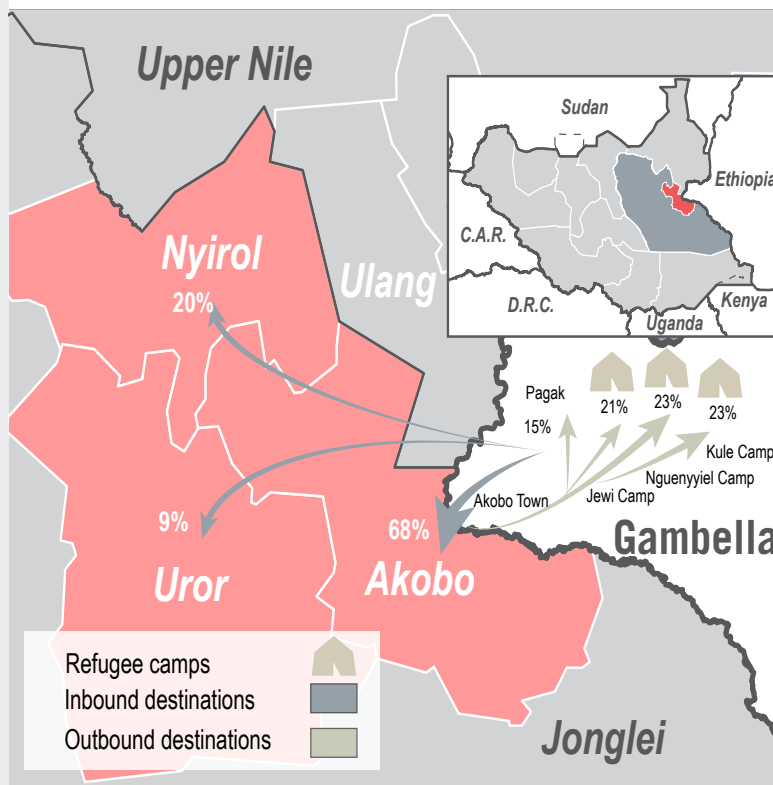 Upper Nile
Sudan
Ethiopia
C.A.R.
D.R.C.
Kenya
Uganda
Nyirol
20%
Ulang
Pagak
15%
21%
23%
23%
Kule Camp
Nguenyyiel Camp
Jewi Camp
Akobo Town
9%
68%
Gambella
Uror
Akobo
Refugee camps
Inbound destinations
Outbound destinations
Jonglei